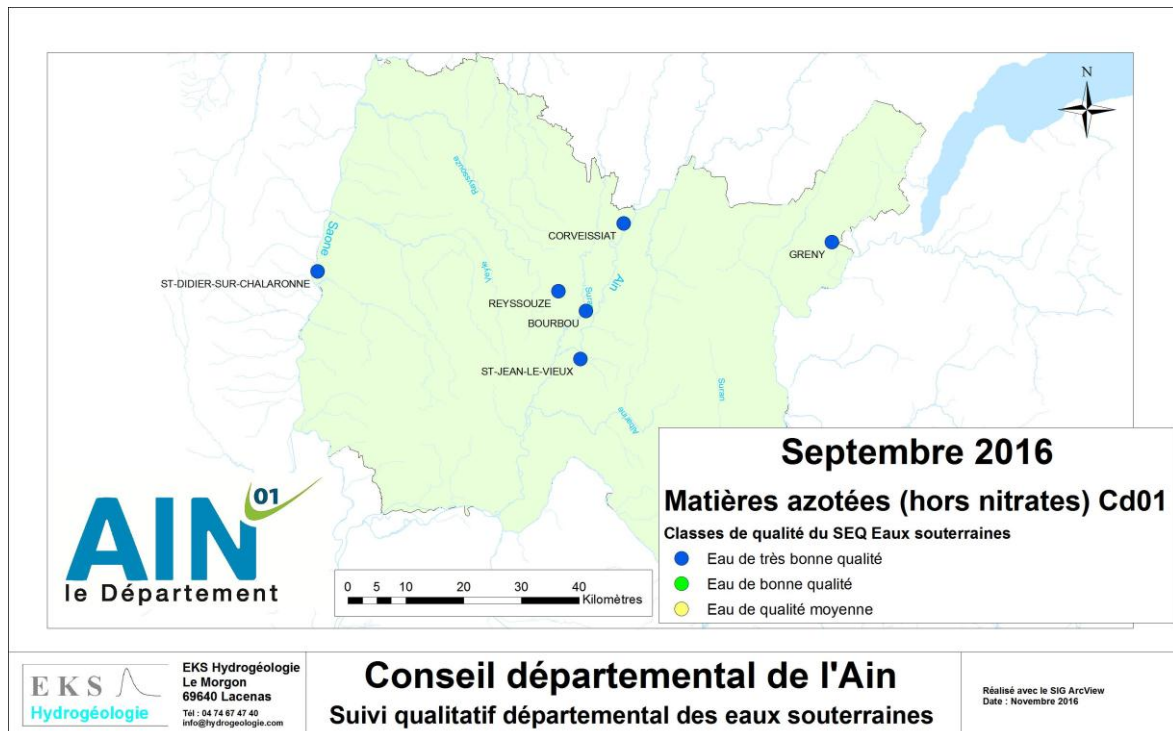 N
Reyssouze
CORVEISSIAT
GRENY
Saone
Ain
ST-DIDIER-SUR-CHALARONNE
Veyle
Suran
REYSSOUZE
BOURBOU
ST-JEAN-LE-VIEUX
Suran
Albarine
Septembre 2016
Matières azotées (hors nitrates) Cd01
Classes de qualité du SEQ Eaux souterraines
Eau de très bonne qualité
Eau de bonne qualité
Eau de qualité moyenne
01
AIN
le Département
0 5 10 20 30 40
Kilomètres
EKS
Hydrogéologie
EKS Hydrogéologie
Le Morgon
69640 Lacenas
Tél : 04 74 67 47 40
info@hydrogeologie.com
Conseil départemental de l'Ain
Suivi qualitatif départemental des eaux souterraines
Réalisé avec le SIG ArcView
Date : Novembre 2016